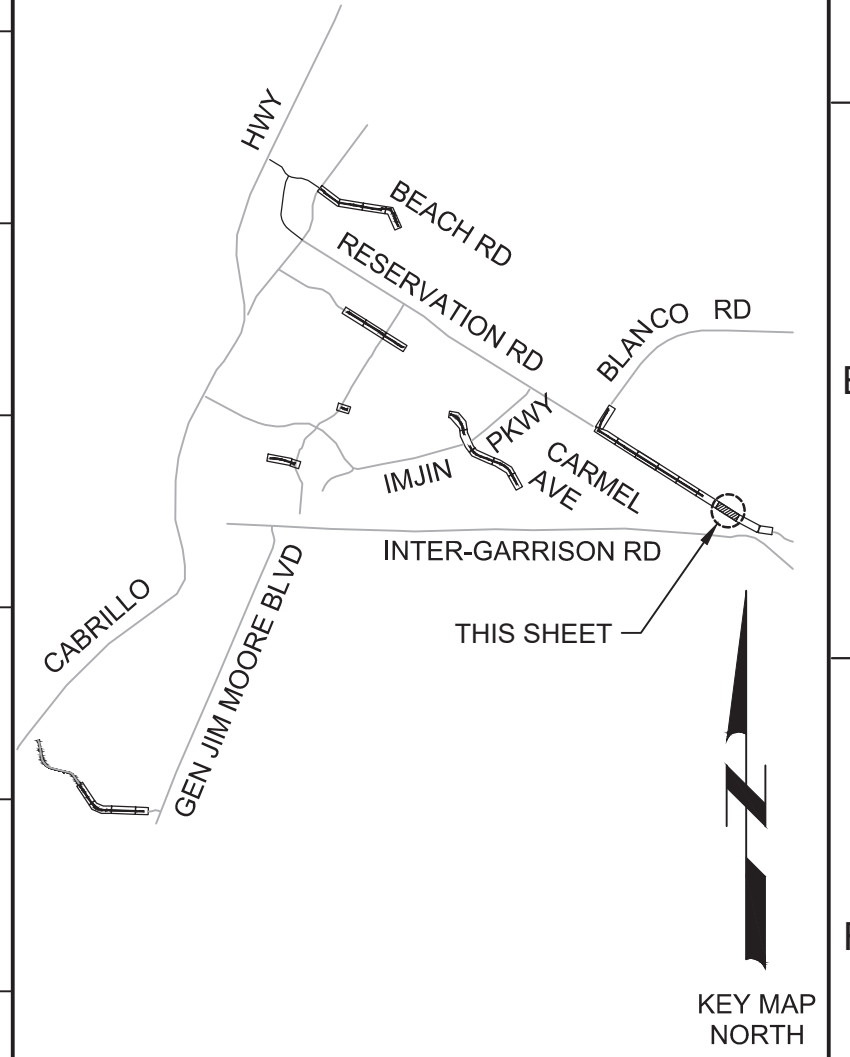 HWY
BEACH RD
RESERVATION RD
BLANCO RD
PKWY
IMJIN
CARMEL
AVE
INTER-GARRISON RD
THIS SHEET
CABRILLO
GEN JIM MOORE BLVD
N
KEY MAP
NORTH